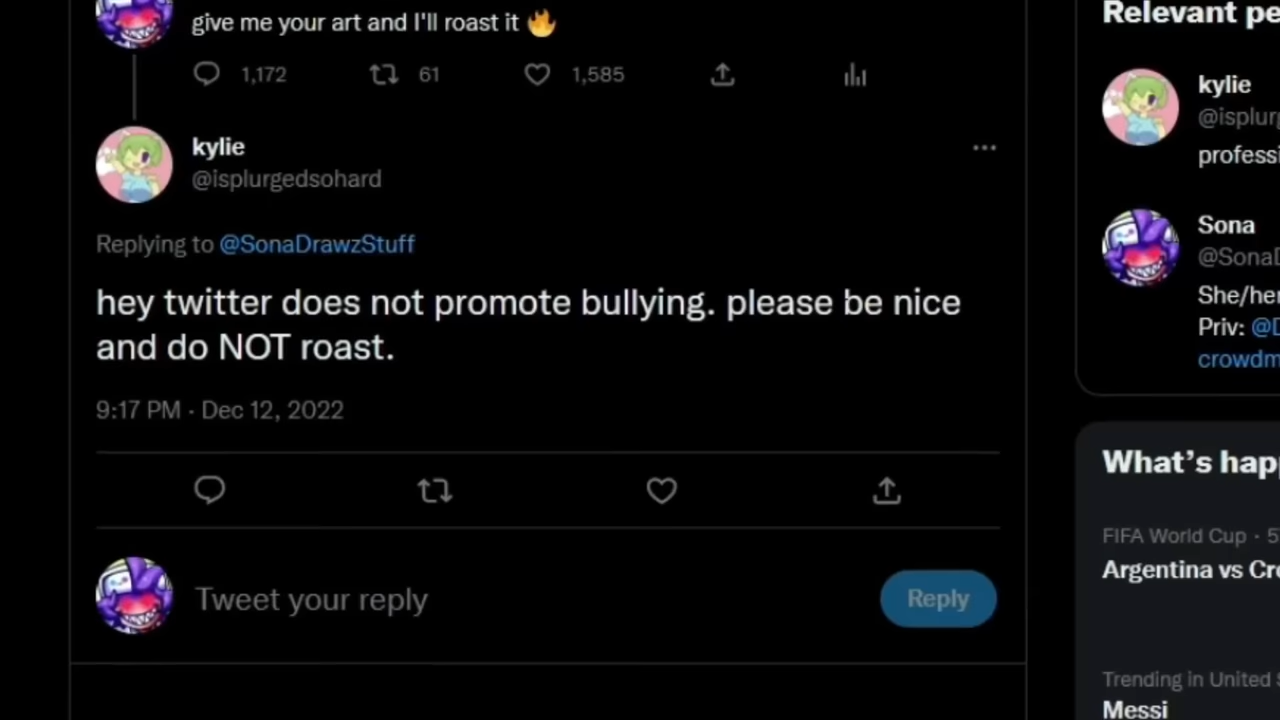 give me your art and I'll roast it 🔥
1,172 61 1,585
kylie
@isplurgedsohard
Replying to @SonaDrawzStuff
hey twitter does not promote bullying. please be nice
and do NOT roast.
9:17 PM · Dec 12, 2022
Tweet your reply
Reply
Relevant pe
kylie
@isplurg
professi
Sona
@SonaD
She/her
Priv: @D
crowdm
What's hap
FIFA World Cup · 5
Argentina vs Cro
Trending in United S
Messi